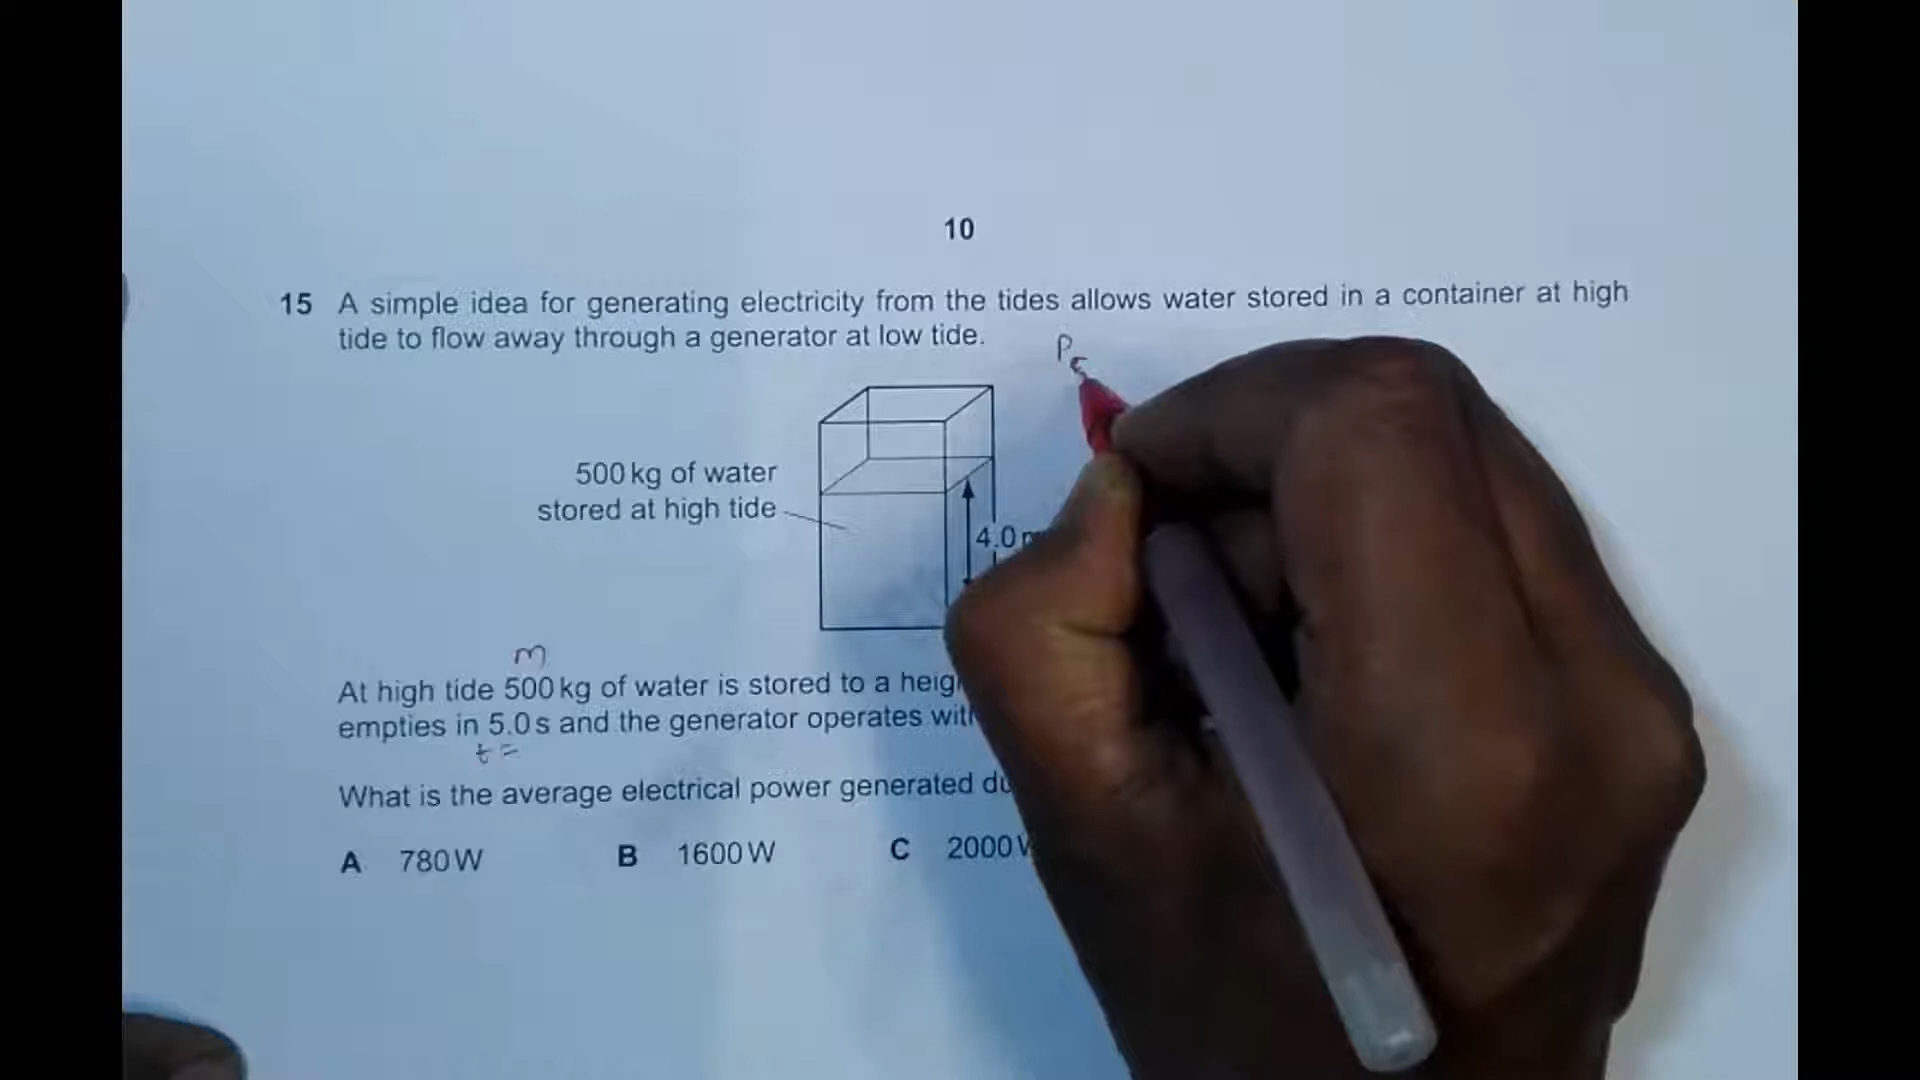 10
15 A simple idea for generating electricity from the tides allows water stored in a container at high
tide to flow away through a generator at low tide.
P
500 kg of water
stored at high tide
4.0
m
At high tide 500 kg of water is stored to a
empties in 5.0 s and the generator operates
t =
What is the average electrical power generated
A 780 W B 1600 W C 2000